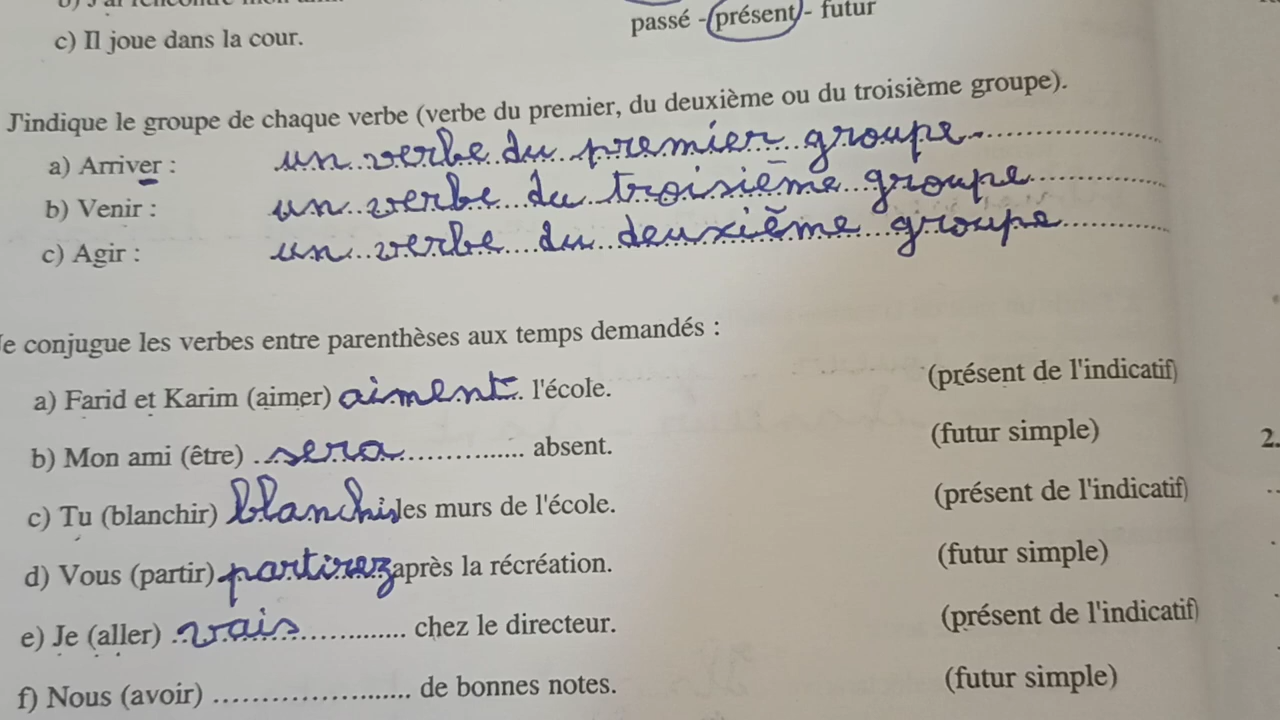 c) Il joue dans la cour.
passé - présent - futur
J'indique le groupe de chaque verbe (verbe du premier, du deuxième ou du troisième groupe).
a) Arriver : un verbe du premier groupe.
b) Venir : un verbe du troisième groupe
c) Agir : un verbe du deuxième groupe
Je conjugue les verbes entre parenthèses aux temps demandés :
a) Farid et Karim (aimer) aiment l'école. (présent de l'indicatif)
b) Mon ami (être) sera absent. (futur simple)
c) Tu (blanchir) blanchis les murs de l'école. (présent de l'indicatif)
d) Vous (partir) partirez après la récréation. (futur simple)
e) Je (aller) vais chez le directeur. (présent de l'indicatif)
f) Nous (avoir) .................... de bonnes notes. (futur simple)
2.